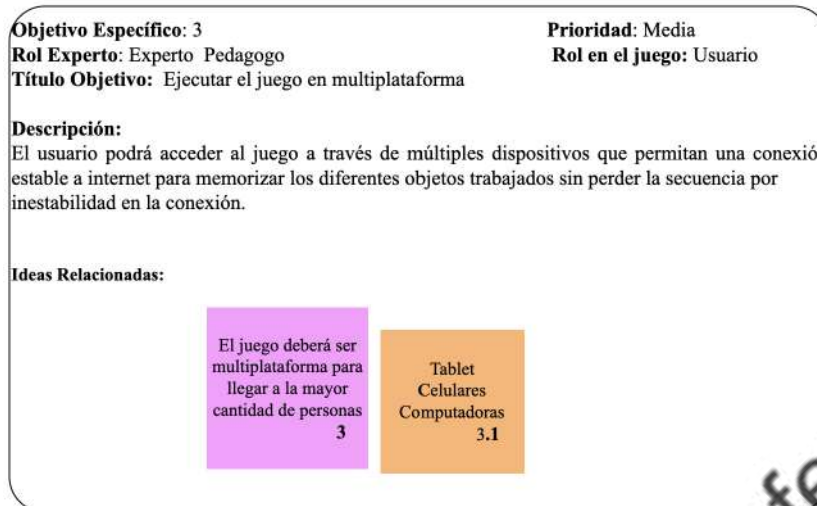 Objetivo Específico: 3 Prioridad: Media
Rol Experto: Experto Pedagogo Rol en el juego: Usuario
Título Objetivo: Ejecutar el juego en multiplataforma
Descripción:
El usuario podrá acceder al juego a través de múltiples dispositivos que permitan una conexió
estable a internet para memorizar los diferentes objetos trabajados sin perder la secuencia por
inestabilidad en la conexión.
Ideas Relacionadas:
El juego deberá ser
multiplataforma para
llegar a la mayor
cantidad de personas
3
Tablet
Celulares
Computadoras
3.1